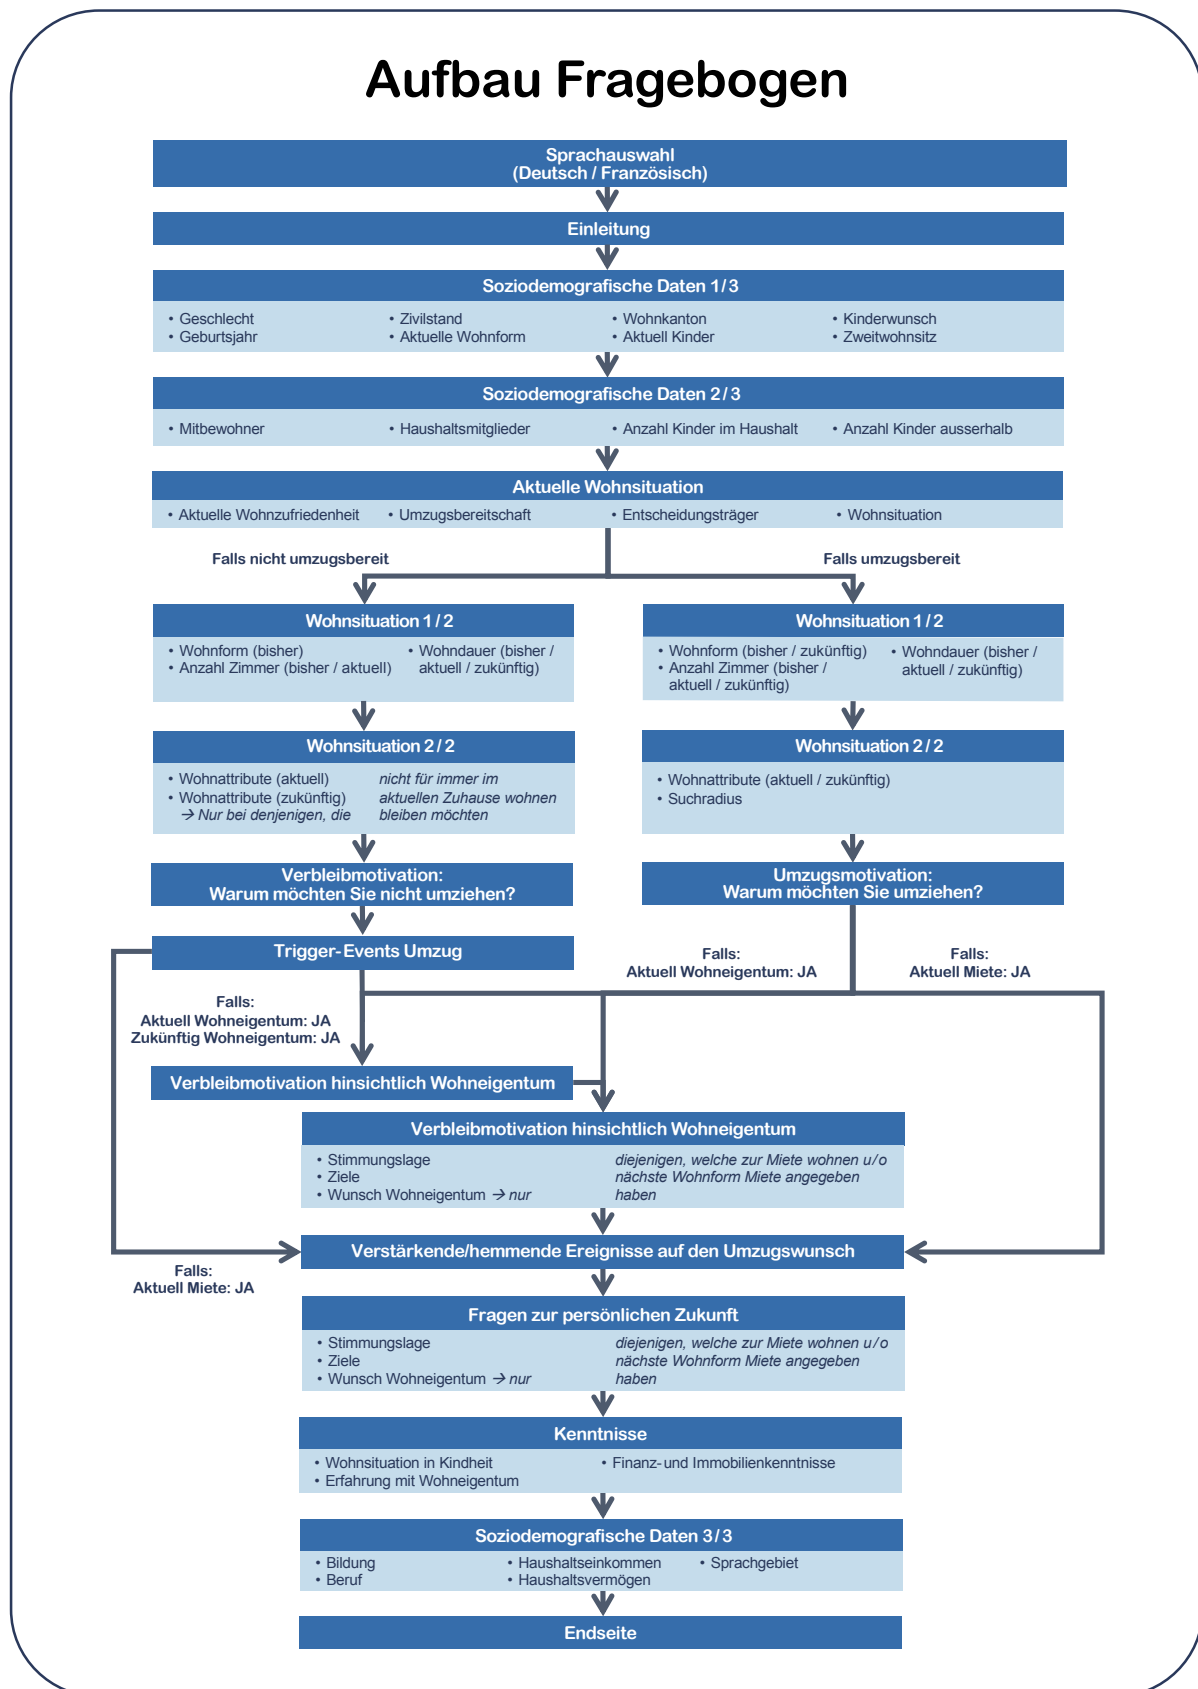 Aufbau Fragebogen
Sprachauswahl
(Deutsch / Französisch)
Einleitung
Soziodemografische Daten 1/3
• Geschlecht
• Geburtsjahr
• Zivilstand
• Aktuelle Wohnform
• Wohnkanton
• Aktuell Kinder
• Kinderwunsch
• Zweitwohnsitz
Soziodemografische Daten 2/3
• Mitbewohner
• Haushaltsmitglieder
• Anzahl Kinder im Haushalt
• Anzahl Kinder ausserhalb
Aktuelle Wohnsituation
• Aktuelle Wohnzufriedenheit
• Umzugsbereitschaft
• Entscheidungsträger
• Wohnsituation
Falls nicht umzugsbereit
Falls umzugsbereit
Wohnsituation 1/2
• Wohnform (bisher)
• Anzahl Zimmer (bisher / aktuell)
• Wohndauer (bisher /
aktuell / zukünftig)
Wohnsituation 1/2
• Wohnform (bisher / zukünftig)
• Anzahl Zimmer (bisher /
aktuell / zukünftig)
• Wohndauer (bisher /
aktuell / zukünftig)
Wohnsituation 2/2
• Wohnattribute (aktuell)
• Wohnattribute (zukünftig)
→ Nur bei denjenigen, die
nicht für immer im
aktuellen Zuhause wohnen
bleiben möchten
Wohnsituation 2/2
• Wohnattribute (aktuell / zukünftig)
• Suchradius
Verbleibmotivation:
Warum möchten Sie nicht umziehen?
Umzugsmotivation:
Warum möchten Sie umziehen?
Trigger-Events Umzug
Falls:
Aktuell Wohneigentum: JA
Falls:
Aktuell Miete: JA
Falls:
Aktuell Wohneigentum: JA
Zukünftig Wohneigentum: JA
Verbleibmotivation hinsichtlich Wohneigentum
Verbleibmotivation hinsichtlich Wohneigentum
• Stimmungslage
• Ziele
• Wunsch Wohneigentum → nur
diejenigen, welche zur Miete wohnen u/o
nächste Wohnform Miete angegeben
haben
Verstärkende/hemmende Ereignisse auf den Umzugswunsch
Falls:
Aktuell Miete: JA
Fragen zur persönlichen Zukunft
• Stimmungslage
• Ziele
• Wunsch Wohneigentum → nur
diejenigen, welche zur Miete wohnen u/o
nächste Wohnform Miete angegeben
haben
Kenntnisse
• Wohnsituation in Kindheit
• Erfahrung mit Wohneigentum
• Finanz-und Immobilienkenntnisse
Soziodemografische Daten 3/3
• Bildung
• Beruf
• Haushaltseinkommen
• Haushaltsvermögen
• Sprachgebiet
Endseite